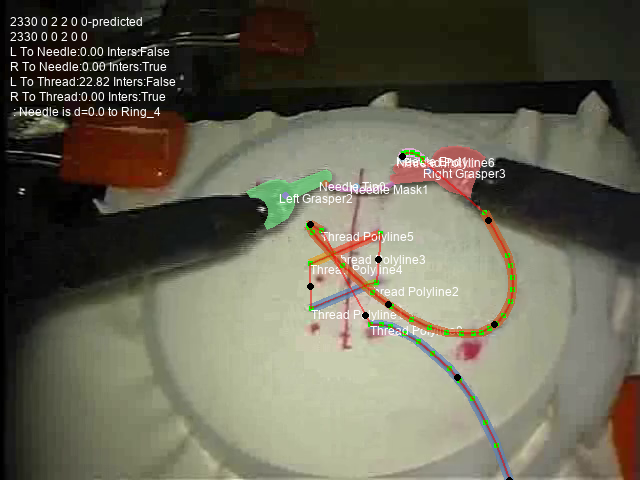 2330 0 2 2 0 0-predicted
2330 0 0 2 0 0
L To Needle:0.00 Inters:False
R To Needle:0.00 Inters:True
L To Thread:22.82 Inters:False
R To Thread:0.00 Inters:True
: Needle is d=0.0 to Ring_4
Polyline6
Right Grasper3
Needle Mask1
Left Grasper2
Thread Polyline5
Polyline3
Thread Polyline4
Thread Polyline2
Thread Polyline1
Thread